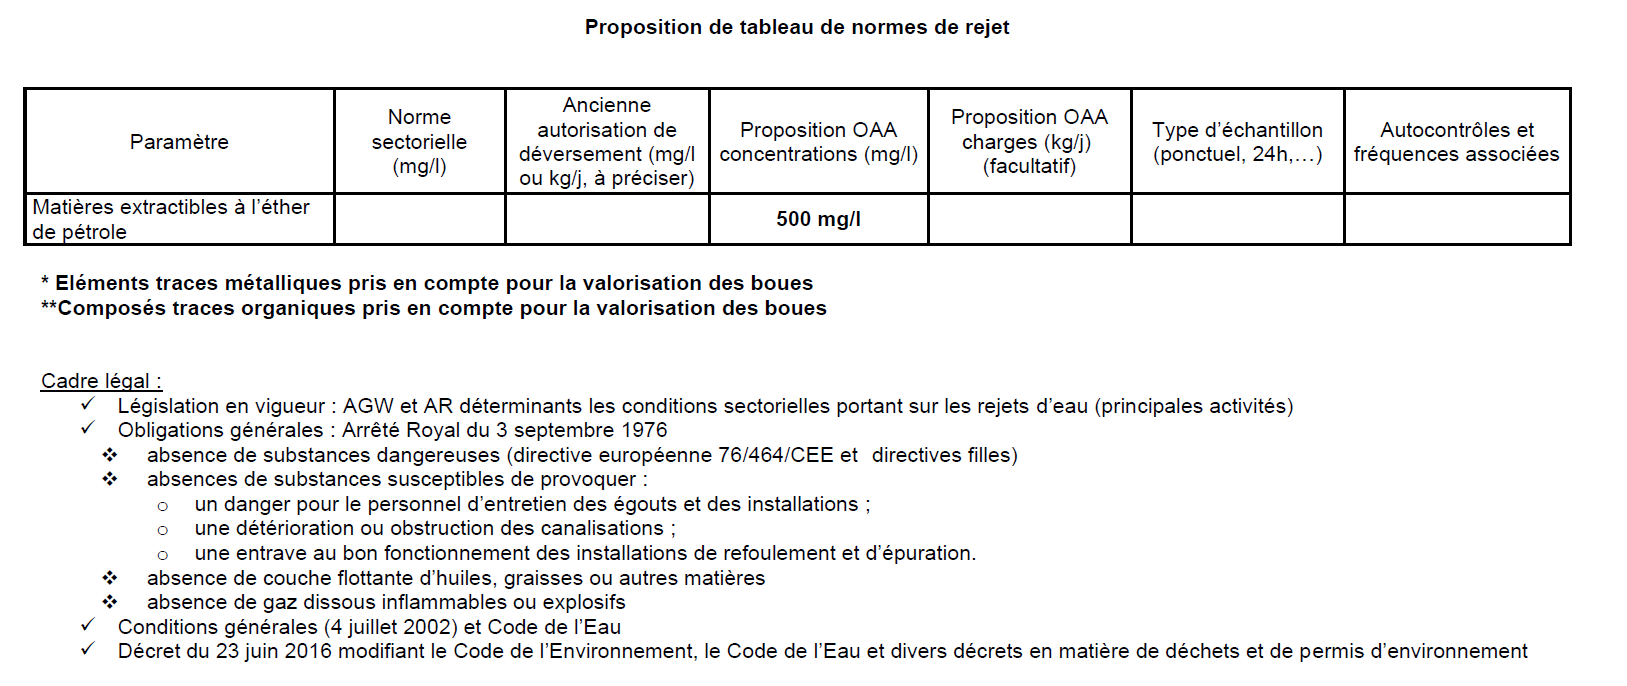 Proposition de tableau de normes de rejet
Paramètre
Norme
sectorielle
(mg/l)
Ancienne
autorisation de
déversement (mg/l
ou kg/j, à préciser)
Proposition OAA
concentrations (mg/l)
Proposition OAA
charges (kg/j)
(facultatif)
Type d’échantillon
(ponctuel, 24h,…)
Autocontrôles et
fréquences associées
Matières extractibles à l’éther
de pétrole
500 mg/l
* Eléments traces métalliques pris en compte pour la valorisation des boues
**Composés traces organiques pris en compte pour la valorisation des boues
Cadre légal :
✓ Législation en vigueur : AGW et AR déterminants les conditions sectorielles portant sur les rejets d’eau (principales activités)
✓ Obligations générales : Arrêté Royal du 3 septembre 1976
❖ absence de substances dangereuses (directive européenne 76/464/CEE et directives filles)
❖ absences de substances susceptibles de provoquer :
o un danger pour le personnel d’entretien des égouts et des installations ;
o une détérioration ou obstruction des canalisations ;
o une entrave au bon fonctionnement des installations de refoulement et d’épuration.
❖ absence de couche flottante d’huiles, graisses ou autres matières
❖ absence de gaz dissous inflammables ou explosifs
✓ Conditions générales (4 juillet 2002) et Code de l’Eau
✓ Décret du 23 juin 2016 modifiant le Code de l’Environnement, le Code de l’Eau et divers décrets en matière de déchets et de permis d’environnement